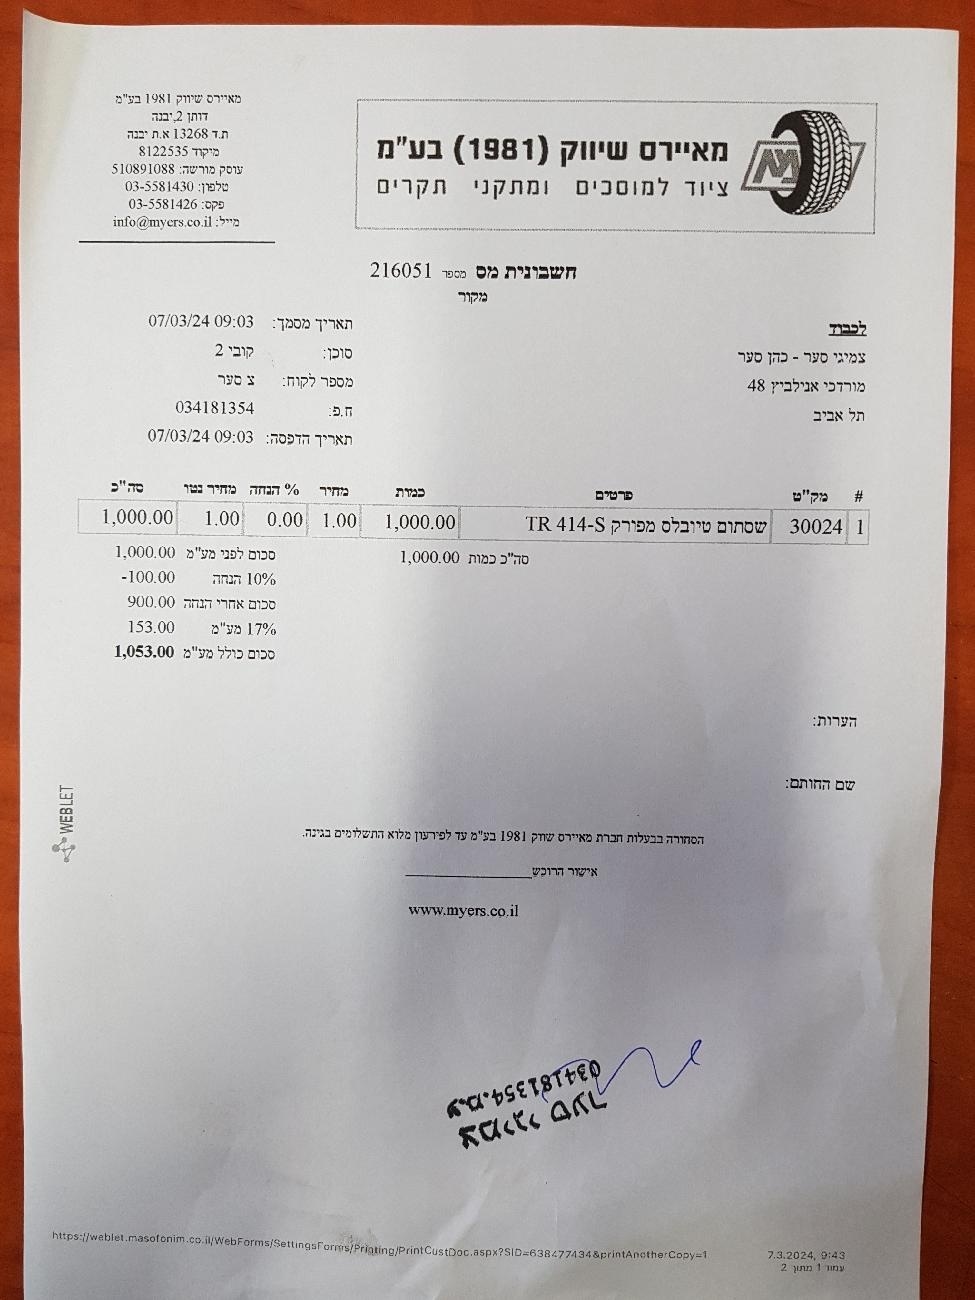 מאיירס שיווק (1981) בע"מ
ציוד למוסכים ומתקני תקרים
מאיירס שיווק 1981 בע"מ
דותן 2,יבנה
ת.ד 13268 א.ת יבנה
מיקוד 8122535
עוסק מורשה: 510891088
טלפון: 03-5581430
פקס: 03-5581426
מייל: info@myers.co.il
חשבונית מס מספר 216051
מקור
לכבוד
צמיגי סער - כהן סער
מורדכי אנילביץ 48
תל אביב
תאריך מסמך: 07/03/24 09:03
סוכן: קובי 2
מספר לקוח: צ סער
ח.פ: 034181354
תאריך הדפסה: 07/03/24 09:03
# מק"ט פרטים כמות מחיר % הנחה מחיר נטו סה"כ
1 30024 שסתום טיובלס מפורק TR 414-S 1,000.00 1.00 0.00 1.00 1,000.00
סה"כ כמות 1,000.00
סכום לפני מע"מ 1,000.00
10% הנחה -100.00
סכום אחרי הנחה 900.00
17% מע"מ 153.00
סכום כולל מע"מ 1,053.00
הערות:
שם החותם:
WEBLET
הסחורה בבעלות חברת מאיירס שווק 1981 בע"מ עד לפירעון מלוא התשלומים בגינה.
אישור הרוכש
www.myers.co.il
צמיגי סער
ע.מ.034181354
https://weblet.masofonim.co.il/WebForms/SettingsForms/Printing/PrintCustDoc.aspx?SID=638477434&printAnotherCopy=1
7.3.2024, 9:43
עמוד 1 מתוך 2